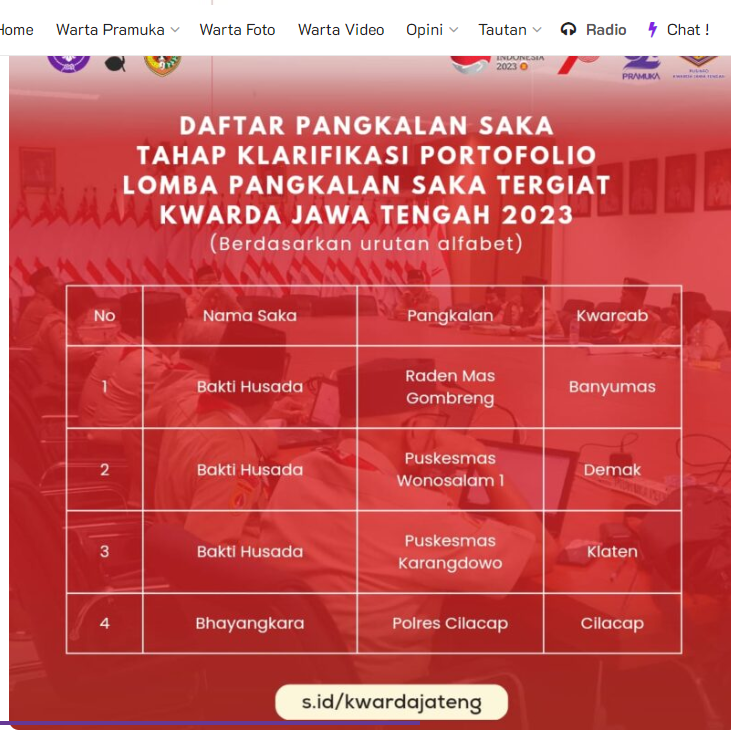 Home Warta Pramuka Warta Foto Warta Video Opini Tautan Radio Chat !
INDONESIA
2023
PRAMUKA
DAFTAR PANGKALAN SAKA
TAHAP KLARIFIKASI PORTOFOLIO
LOMBA PANGKALAN SAKA TERGIAT
KWARDA JAWA TENGAH 2023
(Berdasarkan urutan alfabet)
No Nama Saka Pangkalan Kwarcab
1 Bakti Husada Raden Mas Gombreng Banyumas
2 Bakti Husada Puskesmas Wonosalam 1 Demak
3 Bakti Husada Puskesmas Karangdowo Klaten
4 Bhayangkara Polres Cilacap Cilacap
s.id/kwardajateng